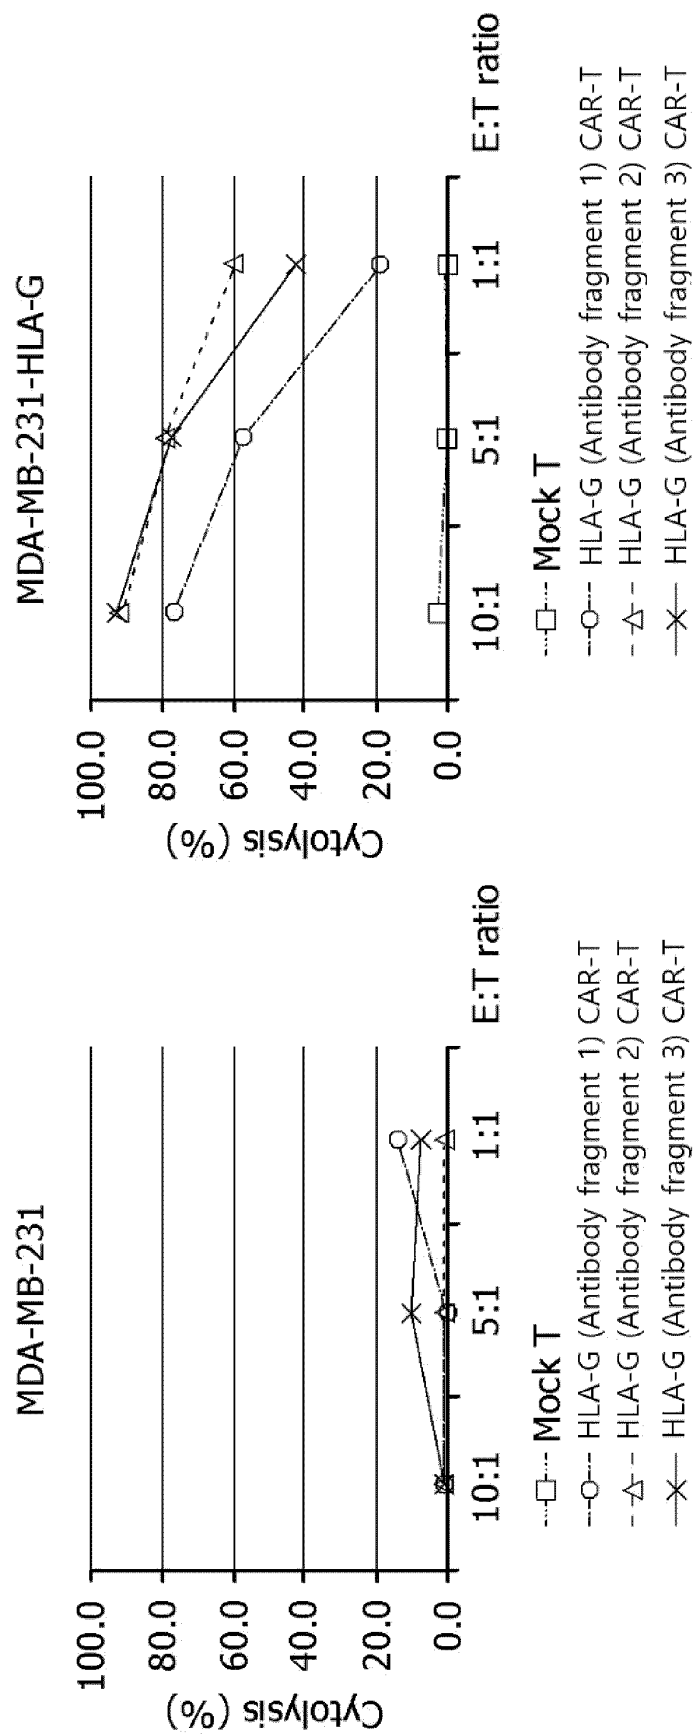 MDA-MB-231
Cytolysis (%)
100.0
80.0
60.0
40.0
20.0
0.0
10:1 5:1 1:1 E:T ratio
Mock T
HLA-G (Antibody fragment 1) CAR-T
HLA-G (Antibody fragment 2) CAR-T
HLA-G (Antibody fragment 3) CAR-T
MDA-MB-231-HLA-G
Cytolysis (%)
100.0
80.0
60.0
40.0
20.0
0.0
10:1 5:1 1:1 E:T ratio
Mock T
HLA-G (Antibody fragment 1) CAR-T
HLA-G (Antibody fragment 2) CAR-T
HLA-G (Antibody fragment 3) CAR-T